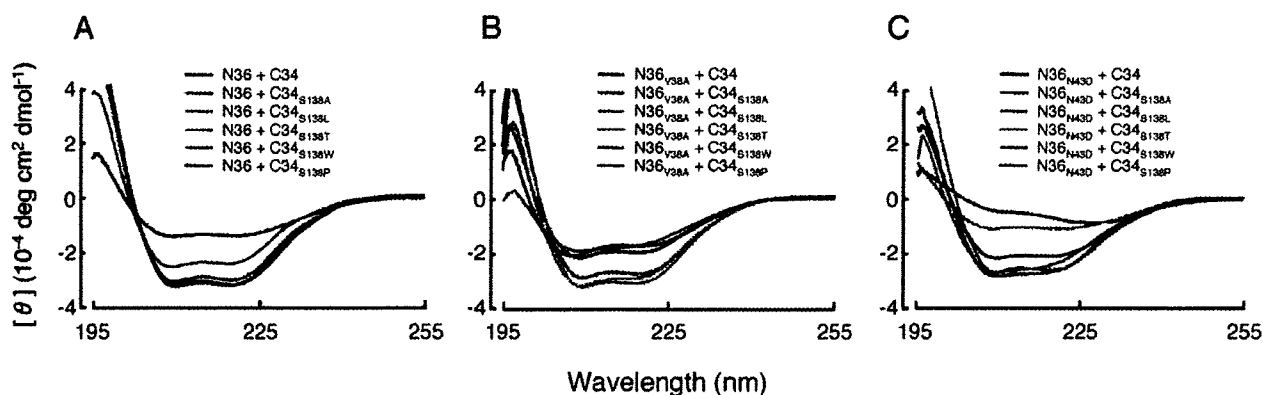 A
N36 + C34
N36 + C34S138A
N36 + C34S138L
N36 + C34S138T
N36 + C34S138W
N36 + C34S138P
4
2
0
-2
-4
195
225
255
B
N36V38A + C34
N36V38A + C34S138A
N36V38A + C34S138L
N36V38A + C34S138T
N36V38A + C34S138W
N36V38A + C34S138P
4
2
0
-2
-4
195
225
255
C
N36N43D + C34
N36N43D + C34S138A
N36N43D + C34S138L
N36N43D + C34S138T
N36N43D + C34S138W
N36N43D + C34S138P
4
2
0
-2
-4
195
225
255
[θ] (10⁻⁴ deg cm² dmol⁻¹)
Wavelength (nm)